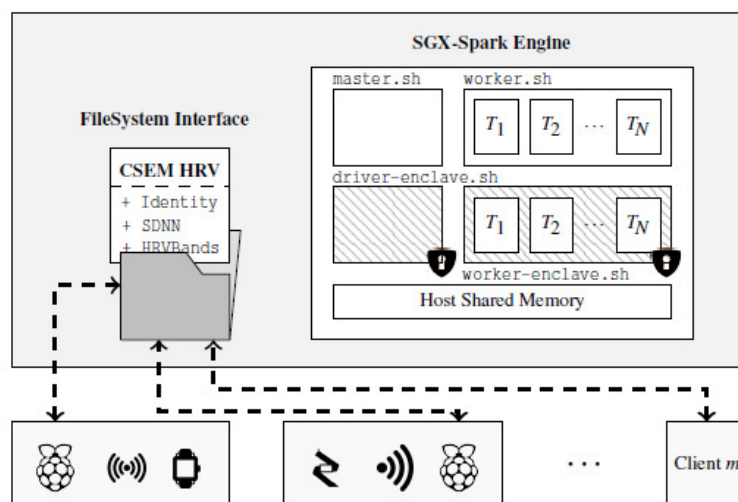 SGX-Spark Engine
master.sh
worker.sh
T1 T2 ... TN
FileSystem Interface
CSEM HRV
+ Identity
+ SDNN
+ HRVBands
driver-enclave.sh
T1 T2 ... TN
worker-enclave.sh
Host Shared Memory
...
Client m